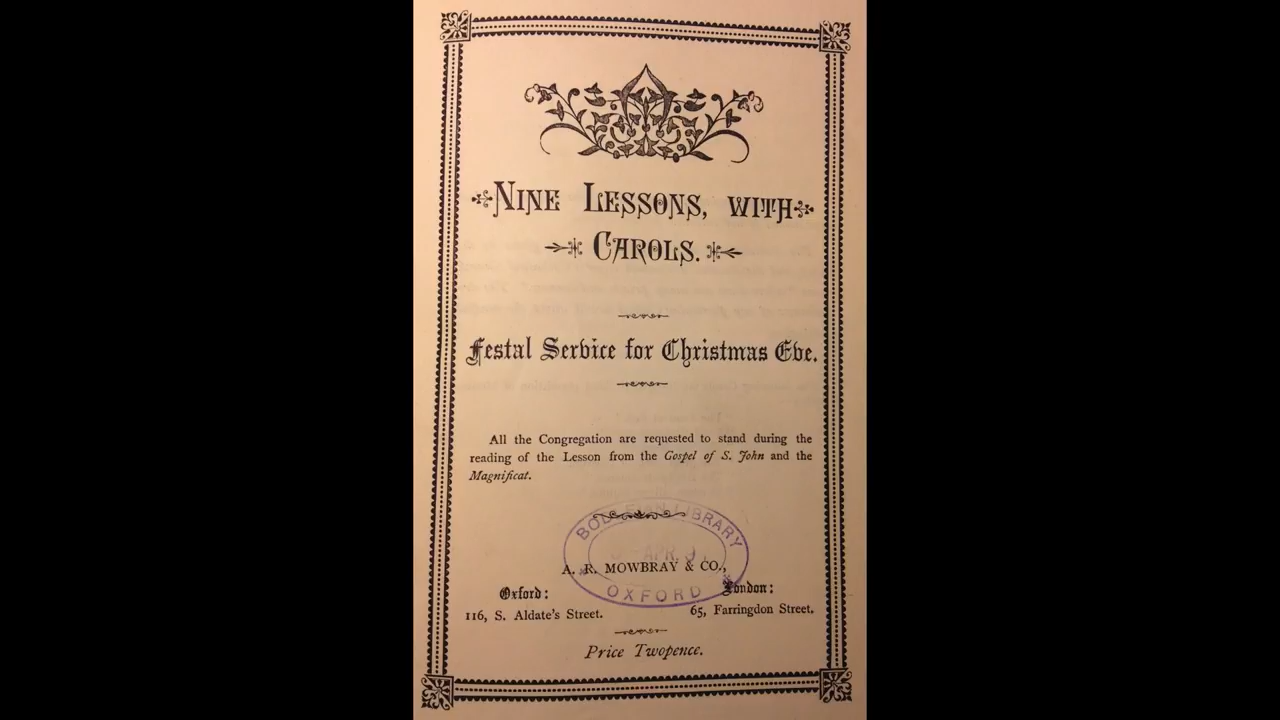 NINE LESSONS, WITH
CAROLS.
Festal Service for Christmas Eve.
All the Congregation are requested to stand during the
reading of the Lesson from the Gospel of S. John and the
Magnificat.
BODLEIAN LIBRARY
APR. 91
OXFORD
A. R. MOWBRAY & CO.,
Oxford:
116, S. Aldate's Street.
London:
65, Farringdon Street.
Price Twopence.